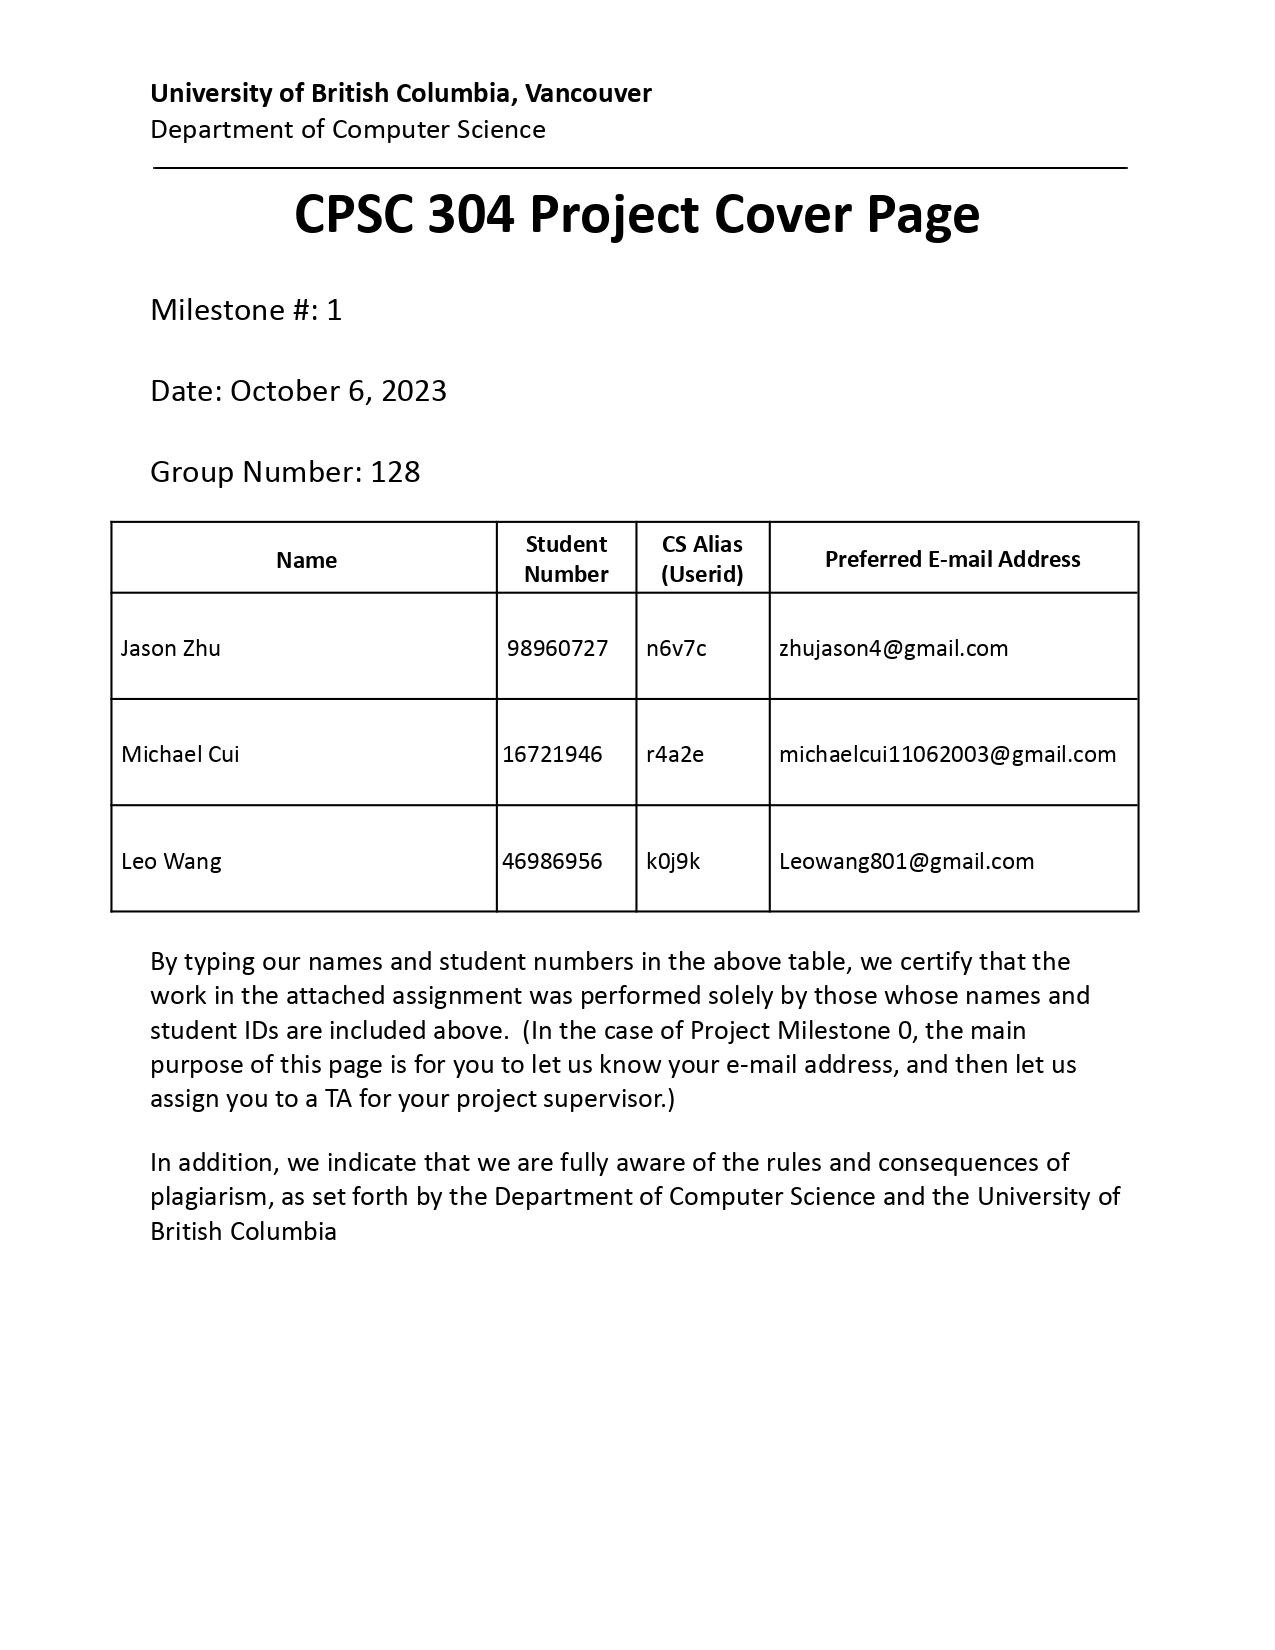 University of British Columbia, Vancouver
Department of Computer Science
CPSC 304 Project Cover Page
Milestone #: 1
Date: October 6, 2023
Group Number: 128
Name Student Number CS Alias (Userid) Preferred E-mail Address
Jason Zhu 98960727 n6v7c zhujason4@gmail.com
Michael Cui 16721946 r4a2e michaelcui11062003@gmail.com
Leo Wang 46986956 k0j9k Leowang801@gmail.com
By typing our names and student numbers in the above table, we certify that the
work in the attached assignment was performed solely by those whose names and
student IDs are included above.  (In the case of Project Milestone 0, the main
purpose of this page is for you to let us know your e-mail address, and then let us
assign you to a TA for your project supervisor.)
In addition, we indicate that we are fully aware of the rules and consequences of
plagiarism, as set forth by the Department of Computer Science and the University of
British Columbia